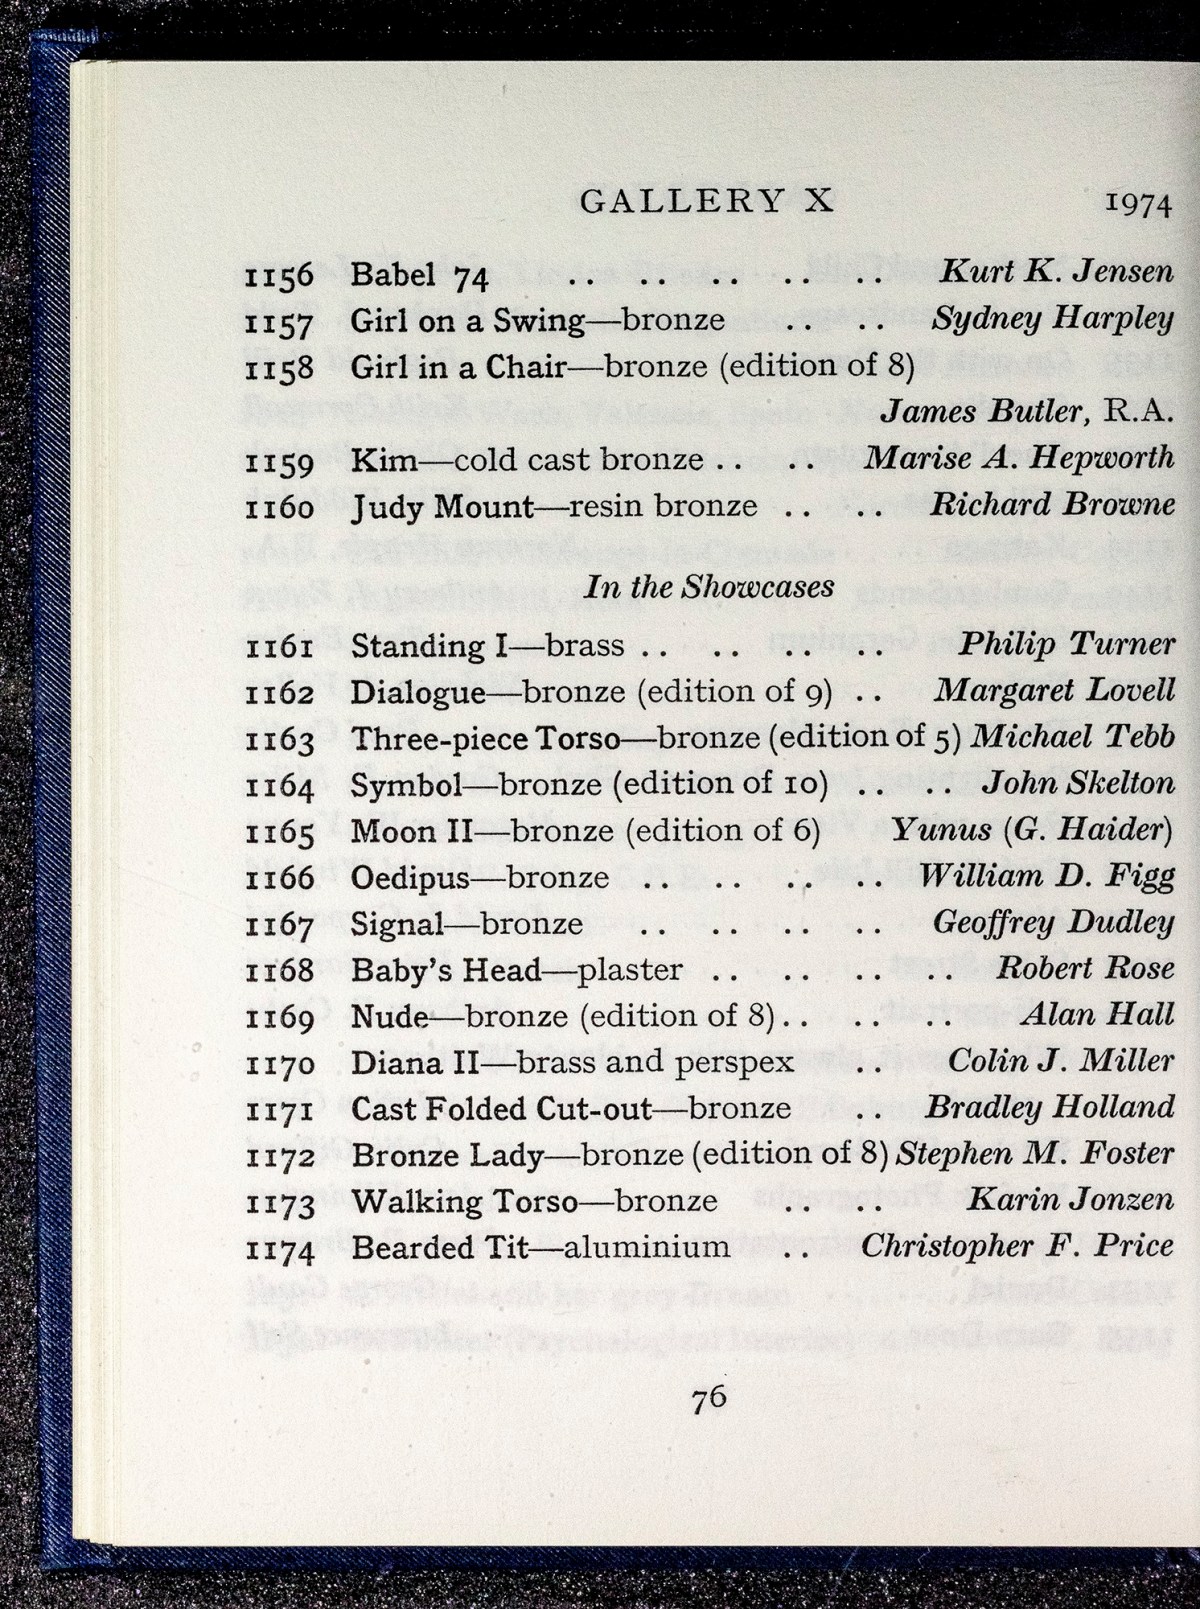 GALLERY X 1974
1156 Babel 74 .. .. .. .. .. Kurt K. Jensen
1157 Girl on a Swing—bronze .. .. Sydney Harpley
1158 Girl in a Chair—bronze (edition of 8)
James Butler, R.A.
1159 Kim—cold cast bronze .. .. Marise A. Hepworth
1160 Judy Mount—resin bronze .. .. Richard Browne
In the Showcases
1161 Standing I—brass .. .. .. .. Philip Turner
1162 Dialogue—bronze (edition of 9) .. Margaret Lovell
1163 Three-piece Torso—bronze (edition of 5) Michael Tebb
1164 Symbol—bronze (edition of 10) .. .. John Skelton
1165 Moon II—bronze (edition of 6) Yunus (G. Haider)
1166 Oedipus—bronze .. .. .. .. William D. Figg
1167 Signal—bronze .. .. .. .. Geoffrey Dudley
1168 Baby's Head—plaster .. .. .. .. Robert Rose
1169 Nude—bronze (edition of 8) .. .. .. Alan Hall
1170 Diana II—brass and perspex .. Colin J. Miller
1171 Cast Folded Cut-out—bronze .. Bradley Holland
1172 Bronze Lady—bronze (edition of 8) Stephen M. Foster
1173 Walking Torso—bronze .. .. Karin Jonzen
1174 Bearded Tit—aluminium .. Christopher F. Price
76